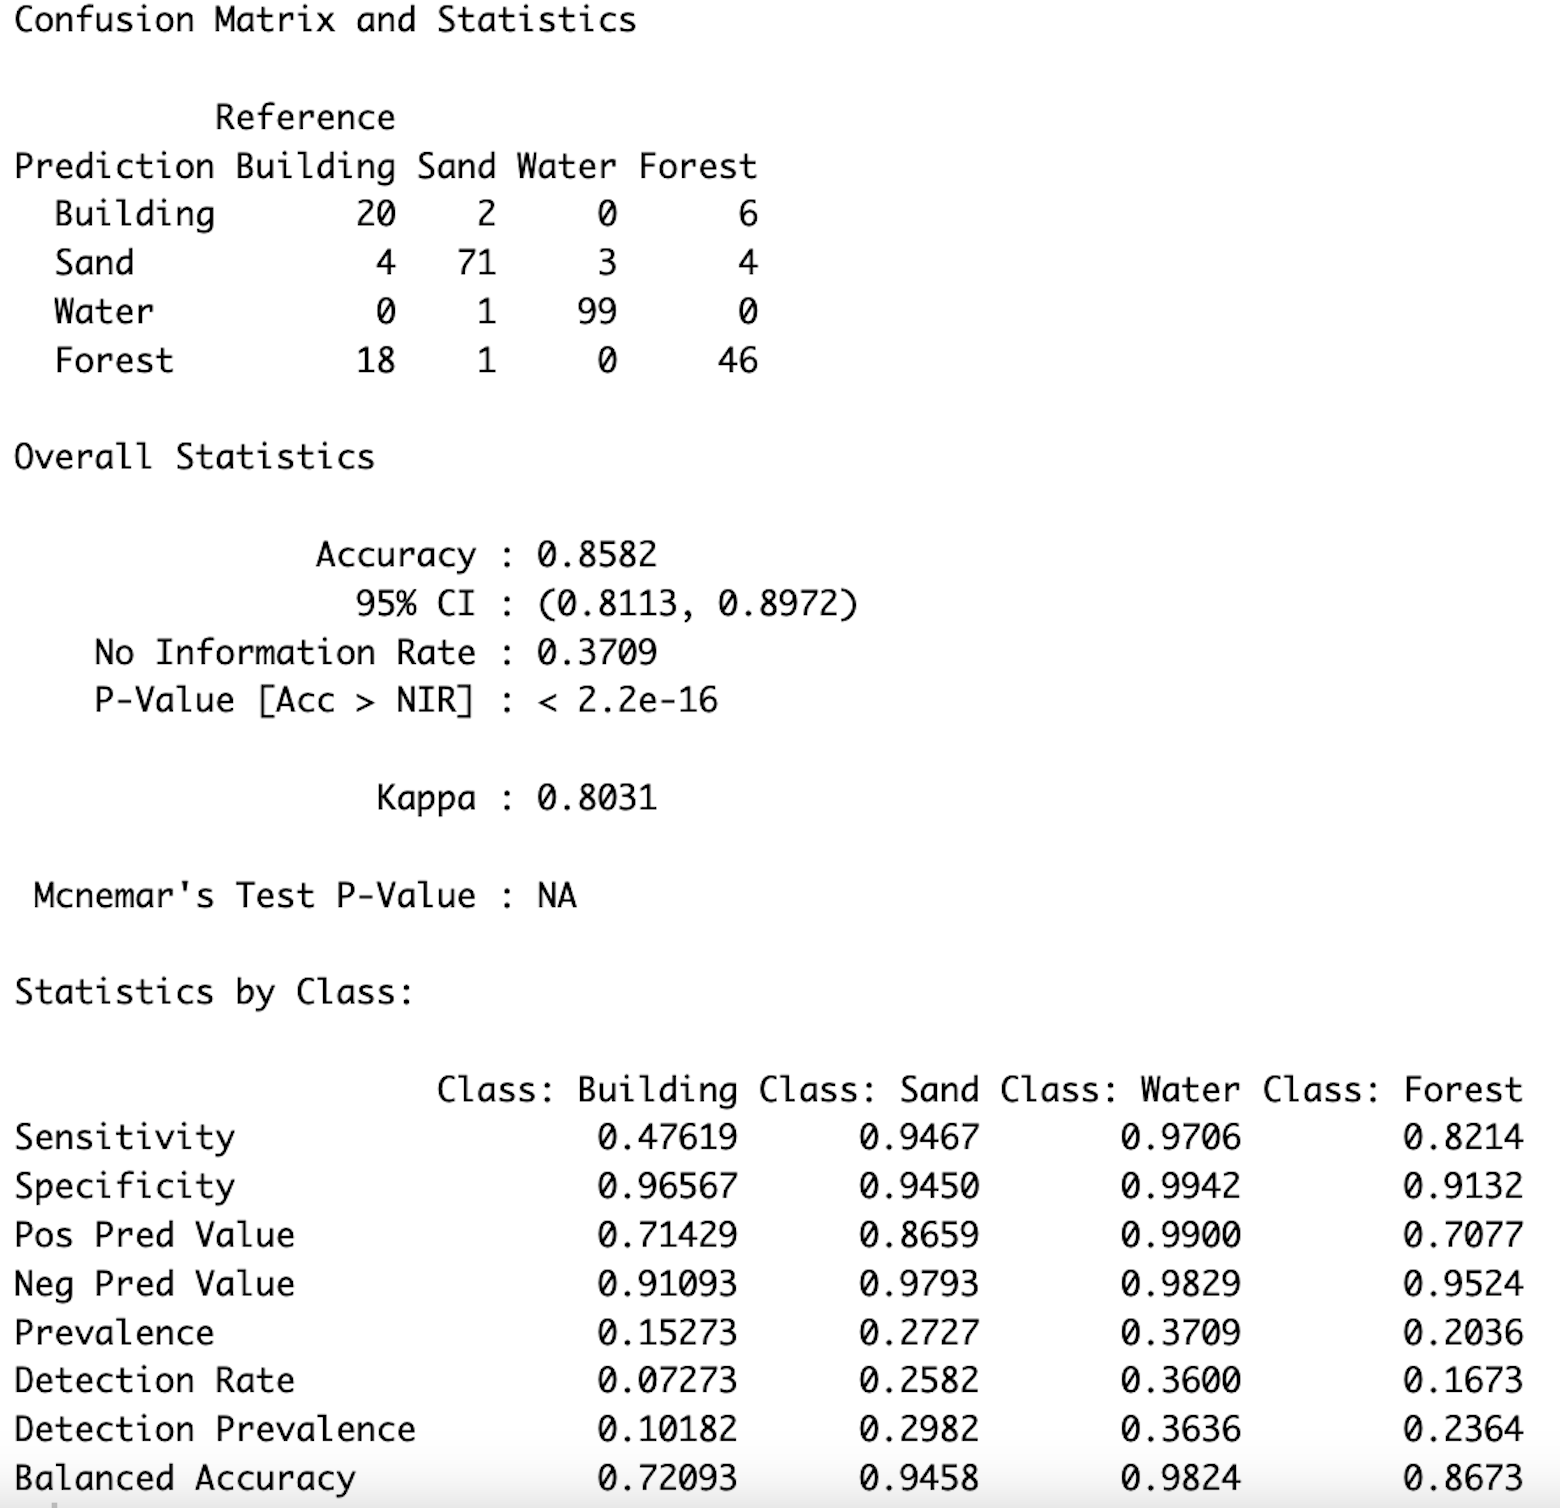 Confusion Matrix and Statistics
Reference
Prediction Building Sand Water Forest
Building 20 2 0 6
Sand 4 71 3 4
Water 0 1 99 0
Forest 18 1 0 46
Overall Statistics
Accuracy : 0.8582
95% CI : (0.8113, 0.8972)
No Information Rate : 0.3709
P-Value [Acc > NIR] : < 2.2e-16
Kappa : 0.8031
Mcnemar's Test P-Value : NA
Statistics by Class:
Class: Building Class: Sand Class: Water Class: Forest
Sensitivity 0.47619 0.9467 0.9706 0.8214
Specificity 0.96567 0.9450 0.9942 0.9132
Pos Pred Value 0.71429 0.8659 0.9900 0.7077
Neg Pred Value 0.91093 0.9793 0.9829 0.9524
Prevalence 0.15273 0.2727 0.3709 0.2036
Detection Rate 0.07273 0.2582 0.3600 0.1673
Detection Prevalence 0.10182 0.2982 0.3636 0.2364
Balanced Accuracy 0.72093 0.9458 0.9824 0.8673